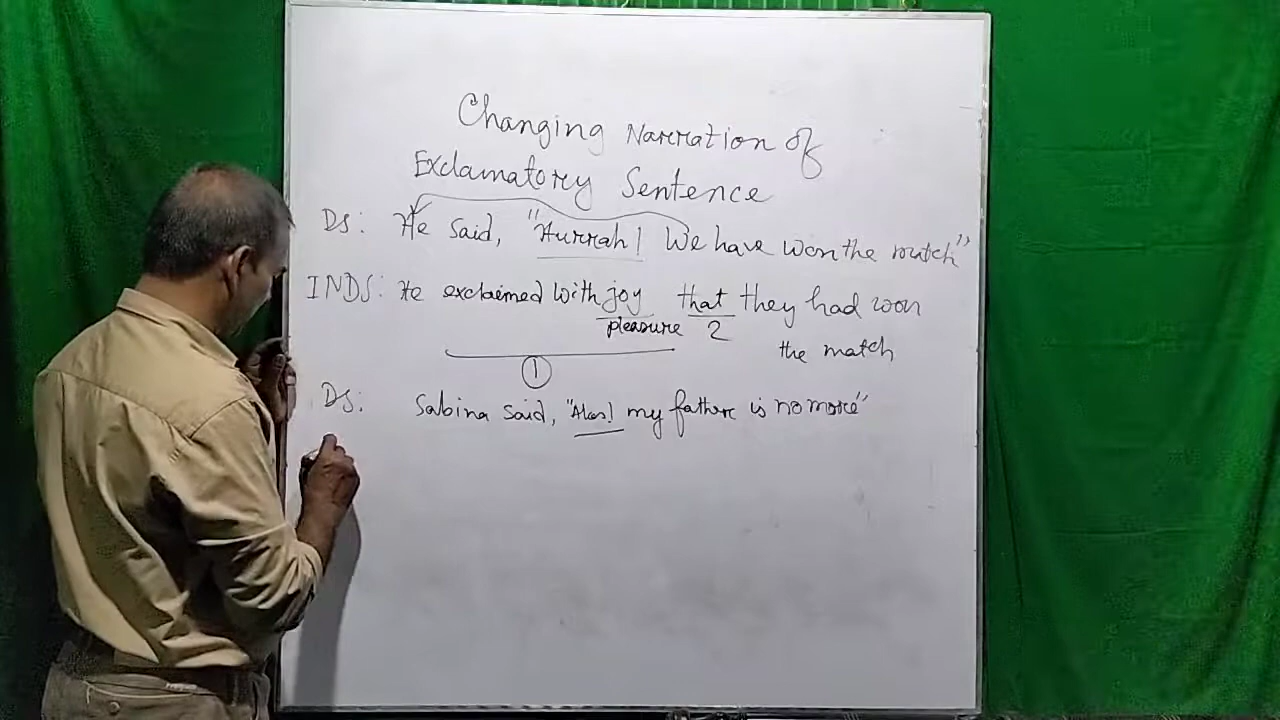 Changing Narration of
Exclamatory Sentence
DS: He Said, "Hurrah! We have won the match"
INDS: He exclaimed with joy that they had won
pleasure 2
the match
1
DS: Sabina said, "Alas! my father is no more"